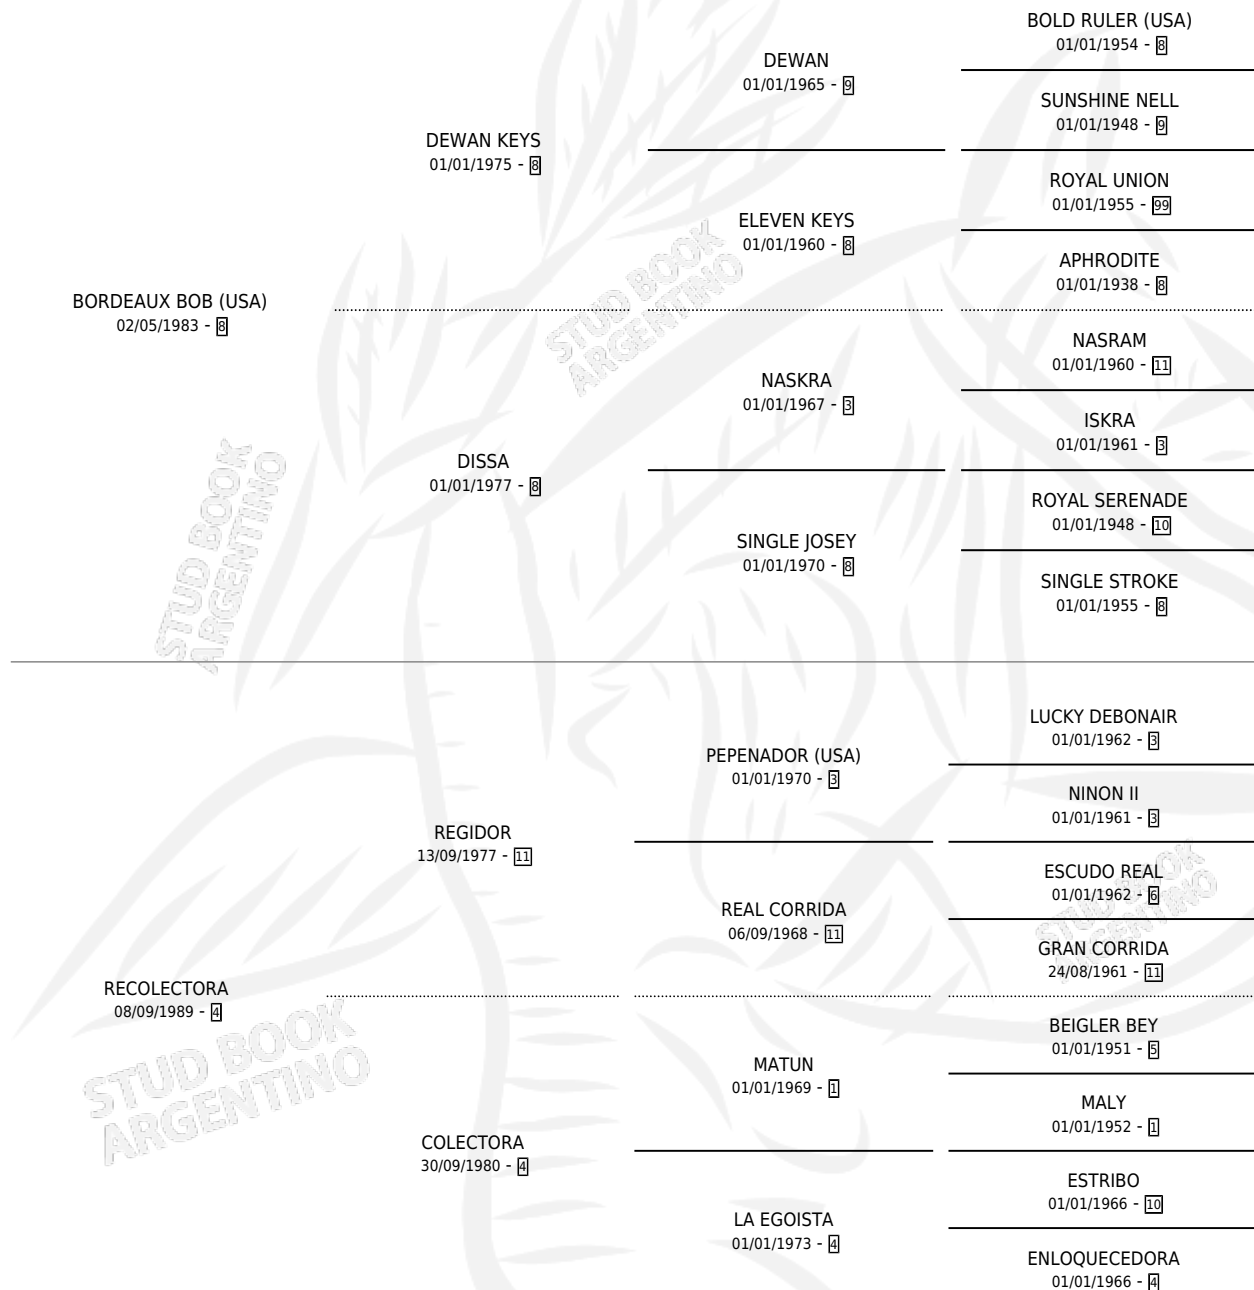 BOLD RULER (USA)
01/01/1954 - 8
DEWAN
01/01/1965 - 9
SUNSHINE NELL
01/01/1948 - 9
DEWAN KEYS
01/01/1975 - 8
ROYAL UNION
01/01/1955 - 99
ELEVEN KEYS
01/01/1960 - 8
APHRODITE
01/01/1938 - 8
BORDEAUX BOB (USA)
02/05/1983 - 8
STUD BOOK
ARGENTINO
NASRAM
01/01/1960 - 11
NASKRA
01/01/1967 - 3
ISKRA
01/01/1961 - 3
DISSA
01/01/1977 - 8
ROYAL SERENADE
01/01/1948 - 10
SINGLE JOSEY
01/01/1970 - 8
SINGLE STROKE
01/01/1955 - 8
STUD BOOK
ARGENTINO
LUCKY DEBONAIR
01/01/1962 - 3
PEPENADOR (USA)
01/01/1970 - 3
NINON II
01/01/1961 - 3
REGIDOR
13/09/1977 - 11
ESCUDO REAL
01/01/1962 - 6
REAL CORRIDA
06/09/1968 - 11
STUD BOOK
ARGENTINO
GRAN CORRIDA
24/08/1961 - 11
RECOLECTORA
08/09/1989 - 4
BEIGLER BEY
01/01/1951 - 5
MATUN
01/01/1969 - 1
MALY
01/01/1952 - 1
STUD BOOK
ARGENTINO
COLECTORA
30/09/1980 - 4
ESTRIBO
01/01/1966 - 10
LA EGOISTA
01/01/1973 - 4
ENLOQUECEDORA
01/01/1966 - 4